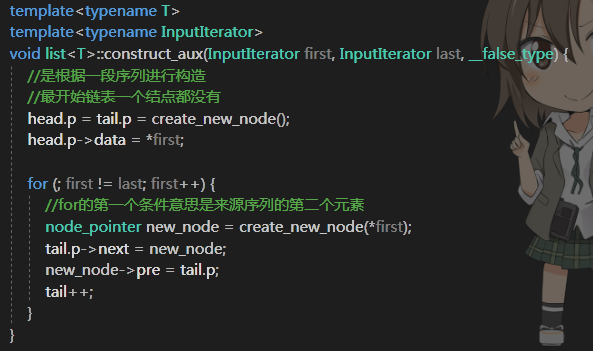 template<typename T>
template<typename InputIterator>
void list<T>::construct_aux(InputIterator first, InputIterator last, __false_type) {
//是根据一段序列进行构造
//最开始链表一个结点都没有
head.p = tail.p = create_new_node();
head.p->data = *first;
for (; first != last; first++) {
//for的第一个条件意思是来源序列的第二个元素
node_pointer new_node = create_new_node(*first);
tail.p->next = new_node;
new_node->pre = tail.p;
tail++;
}
}